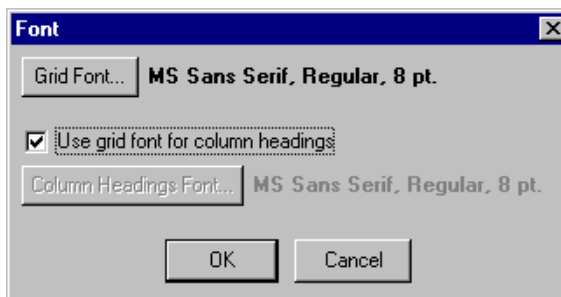 Font
Grid Font... MS Sans Serif, Regular, 8 pt.
Use grid font for column headings
Column Headings Font... MS Sans Serif, Regular, 8 pt.
OK Cancel